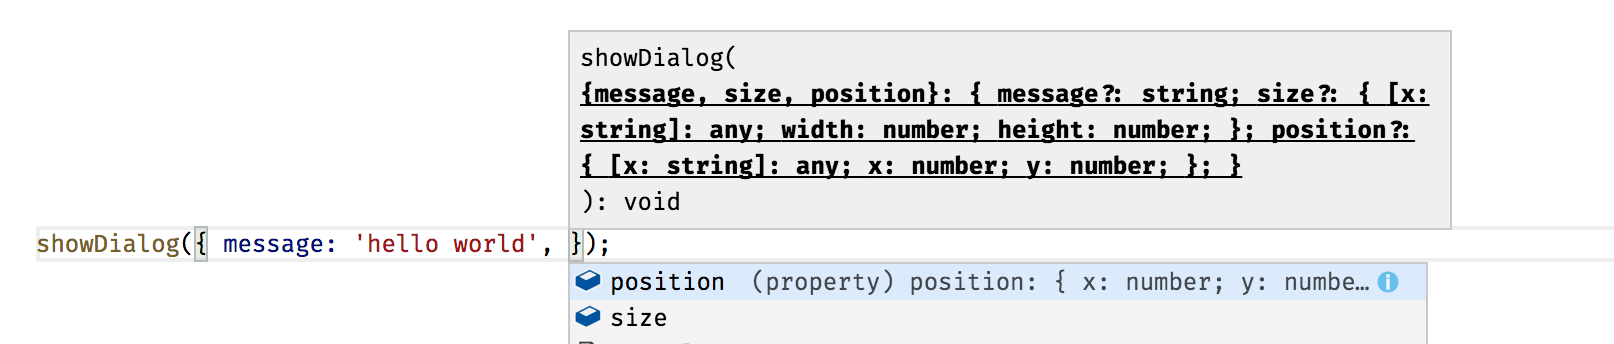 showDialog(
{message, size, position}: { message?: string; size?: { [x:
string]: any; width: number; height: number; }; position?:
{ [x: string]: any; x: number; y: number; }; }
): void
showDialog({ message: 'hello world', });
position (property) position: { x: number; y: numbe…
size